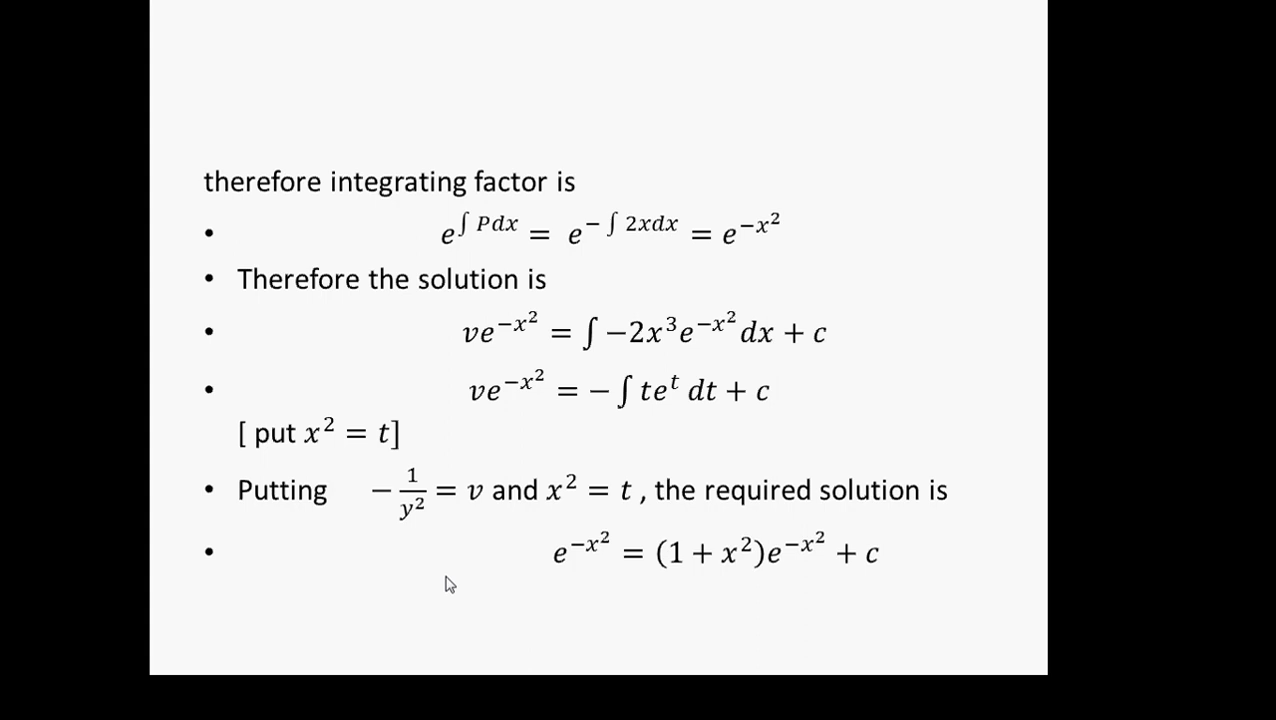 therefore integrating factor is
• e^{∫ Pdx} = e^{− ∫ 2xdx} = e^{−x^2}
• Therefore the solution is
• ve^{−x^2} = ∫ −2x^3e^{−x^2}dx + c
• ve^{−x^2} = − ∫ te^t dt + c
[ put x^2 = t]
• Putting −\frac{1}{y^2} = v and x^2 = t , the required solution is
• e^{−x^2} = (1 + x^2)e^{−x^2} + c